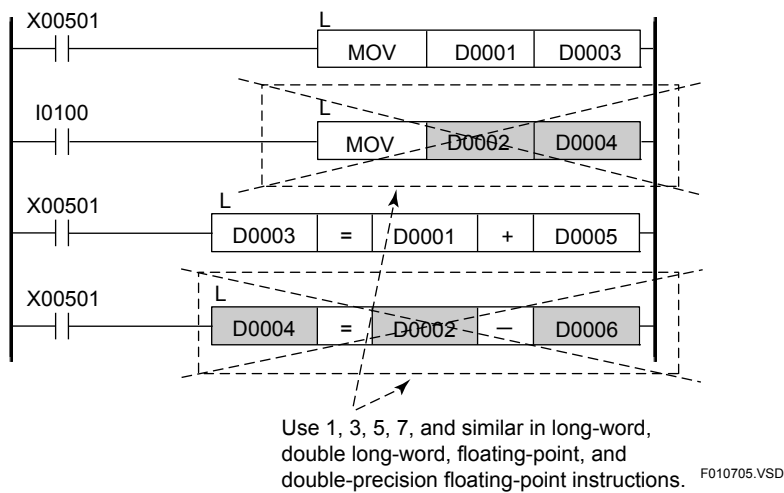 X00501
L
MOV D0001 D0003
I0100
L
MOV D0002 D0004
X00501
L
D0003 = D0001 + D0005
X00501
L
D0004 = D0002 — D0006
Use 1, 3, 5, 7, and similar in long-word,
double long-word, floating-point, and
double-precision floating-point instructions.
F010705.VSD